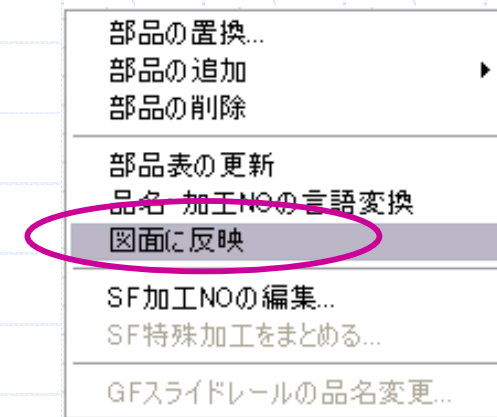 部品の置換...
部品の追加
部品の削除
部品表の更新
品名・加工NOの言語変換
図面に反映
SF加工NOの編集...
SF特殊加工をまとめる...
GFスライドレールの品名変更...